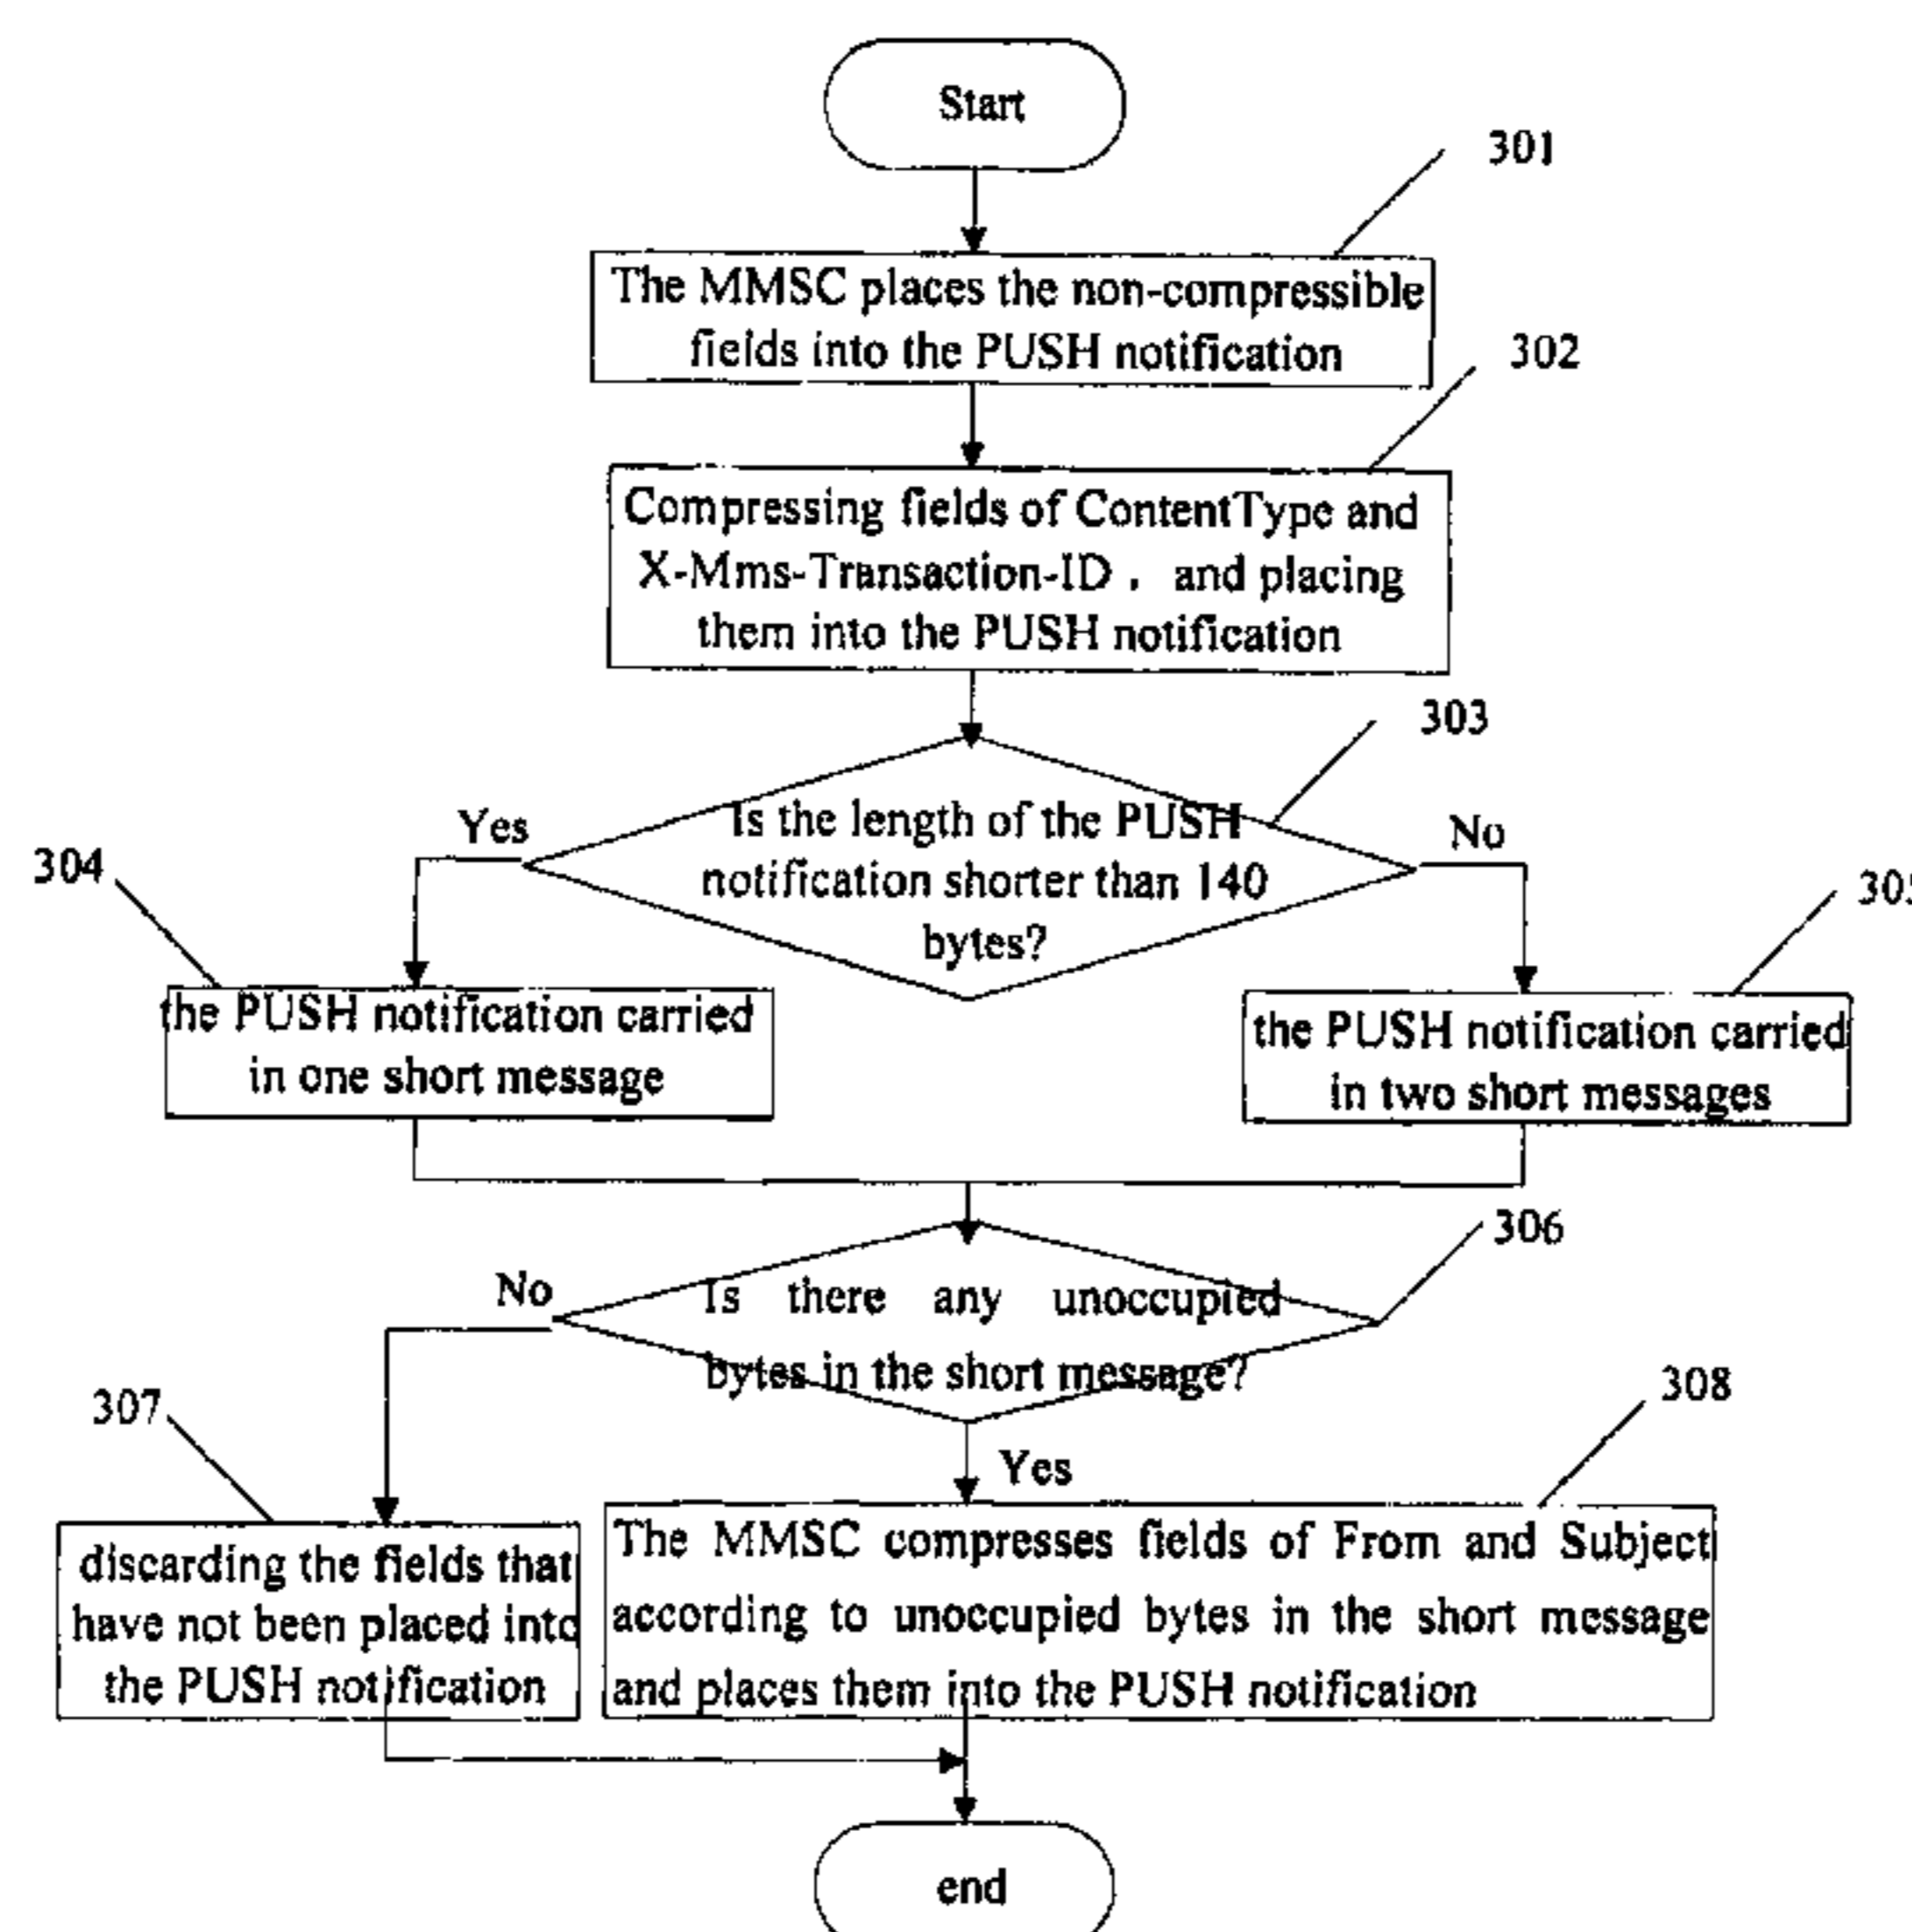 Start
301
The MMSC places the non-compressible
fields into the PUSH notification
302
Compressing fields of ContentType and
X-Mms-Transaction-ID , and placing
them into the PUSH notification
303
Is the length of the PUSH
notification shorter than 140
bytes?
Yes
No
304
305
the PUSH notification carried
in one short message
the PUSH notification carried
in two short messages
306
Is there any unoccupied
bytes in the short message?
No
Yes
307
308
discarding the fields that
have not been placed into
the PUSH notification
The MMSC compresses fields of From and Subject
according to unoccupied bytes in the short message
and places them into the PUSH notification
end